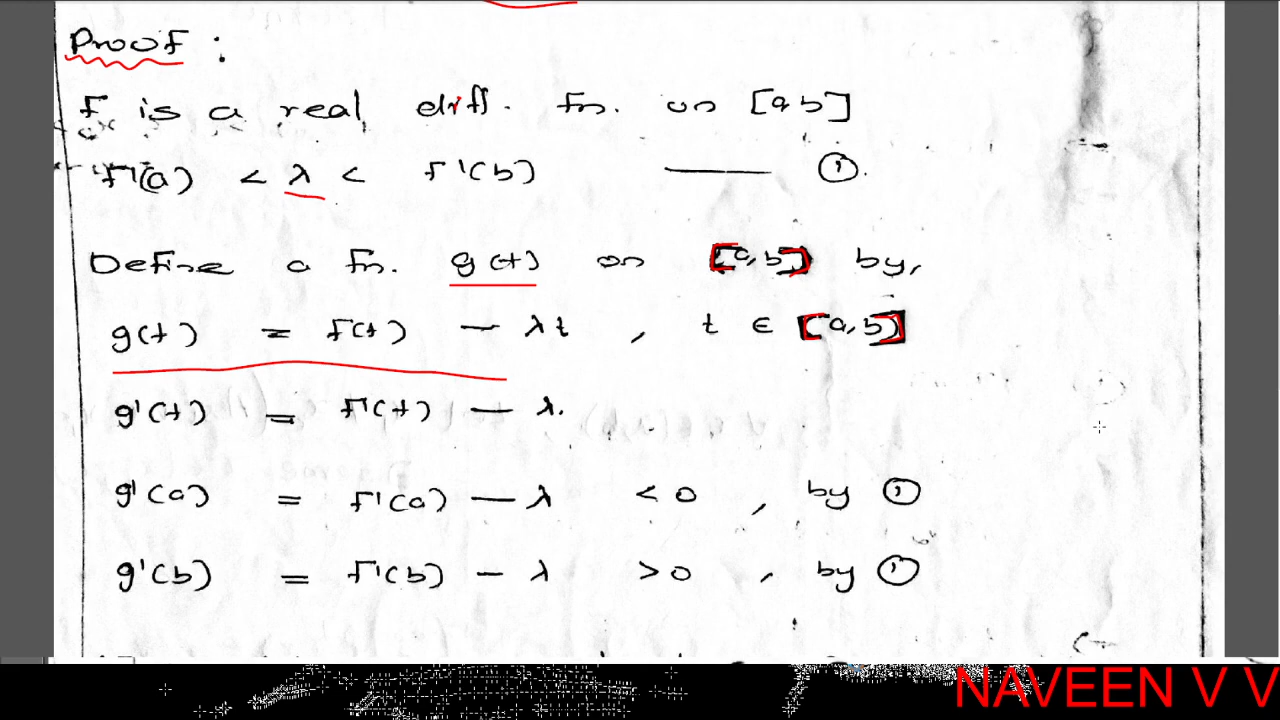 Proof :
f is a real diff. fn. on [a b]
f'(a) < λ < f'(b) —— ①.
Define a fn. g(t) on [a,b] by,
g(t) = f(t) — λt , t ∈ [a,b]
g'(t) = f'(t) — λ.
g'(a) = f'(a) — λ < 0 , by ①
g'(b) = f'(b) — λ > 0 , by ①
NAVEEN V V